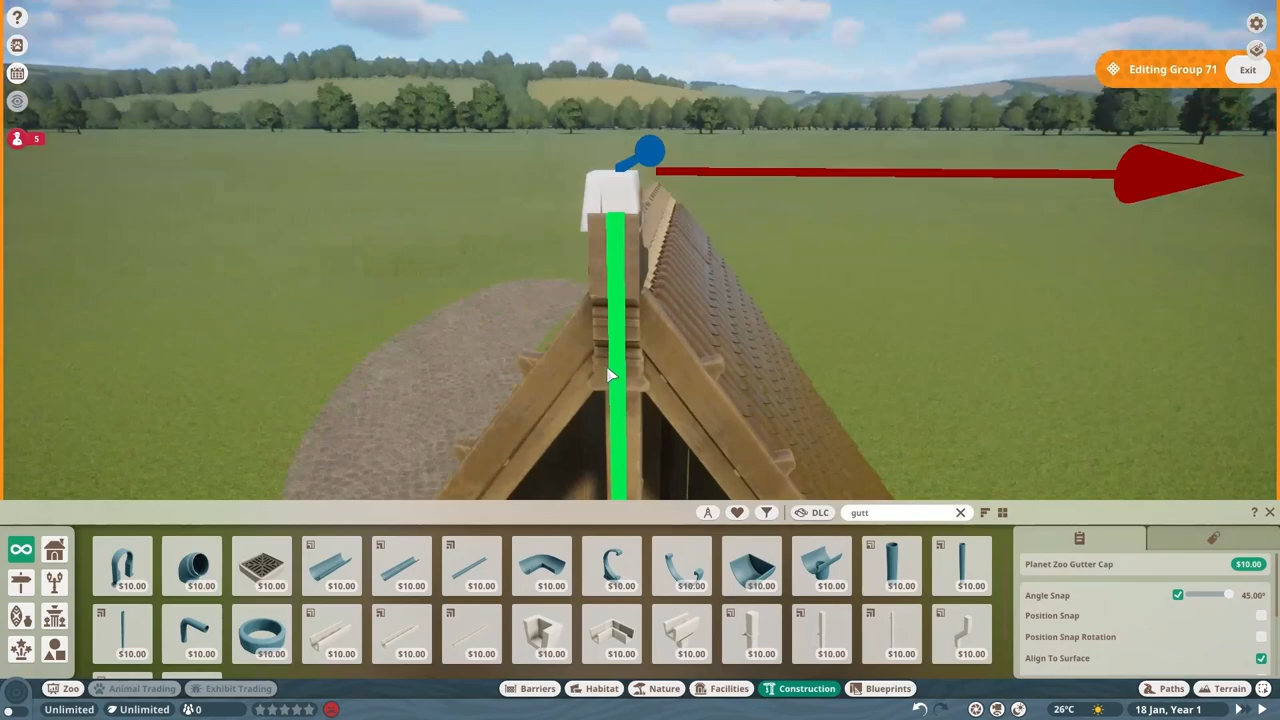 ?
Editing Group 71
Exit
5
DLC
gutt
?
$10.00 $10.00 $10.00 $10.00 $10.00 $10.00 $10.00 $10.00 $10.00 $10.00 $10.00 $10.00 $10.00
$10.00 $10.00 $10.00 $10.00 $10.00 $10.00 $10.00 $10.00 $10.00 $10.00 $10.00 $10.00 $10.00
Planet Zoo Gutter Cap $10.00
Angle Snap 45.00°
Position Snap
Position Snap Rotation
Align To Surface
Zoo Animal Trading Exhibit Trading Barriers Habitat Nature Facilities Construction Blueprints Paths Terrain
Unlimited Unlimited 0 26°C 18 Jan, Year 1